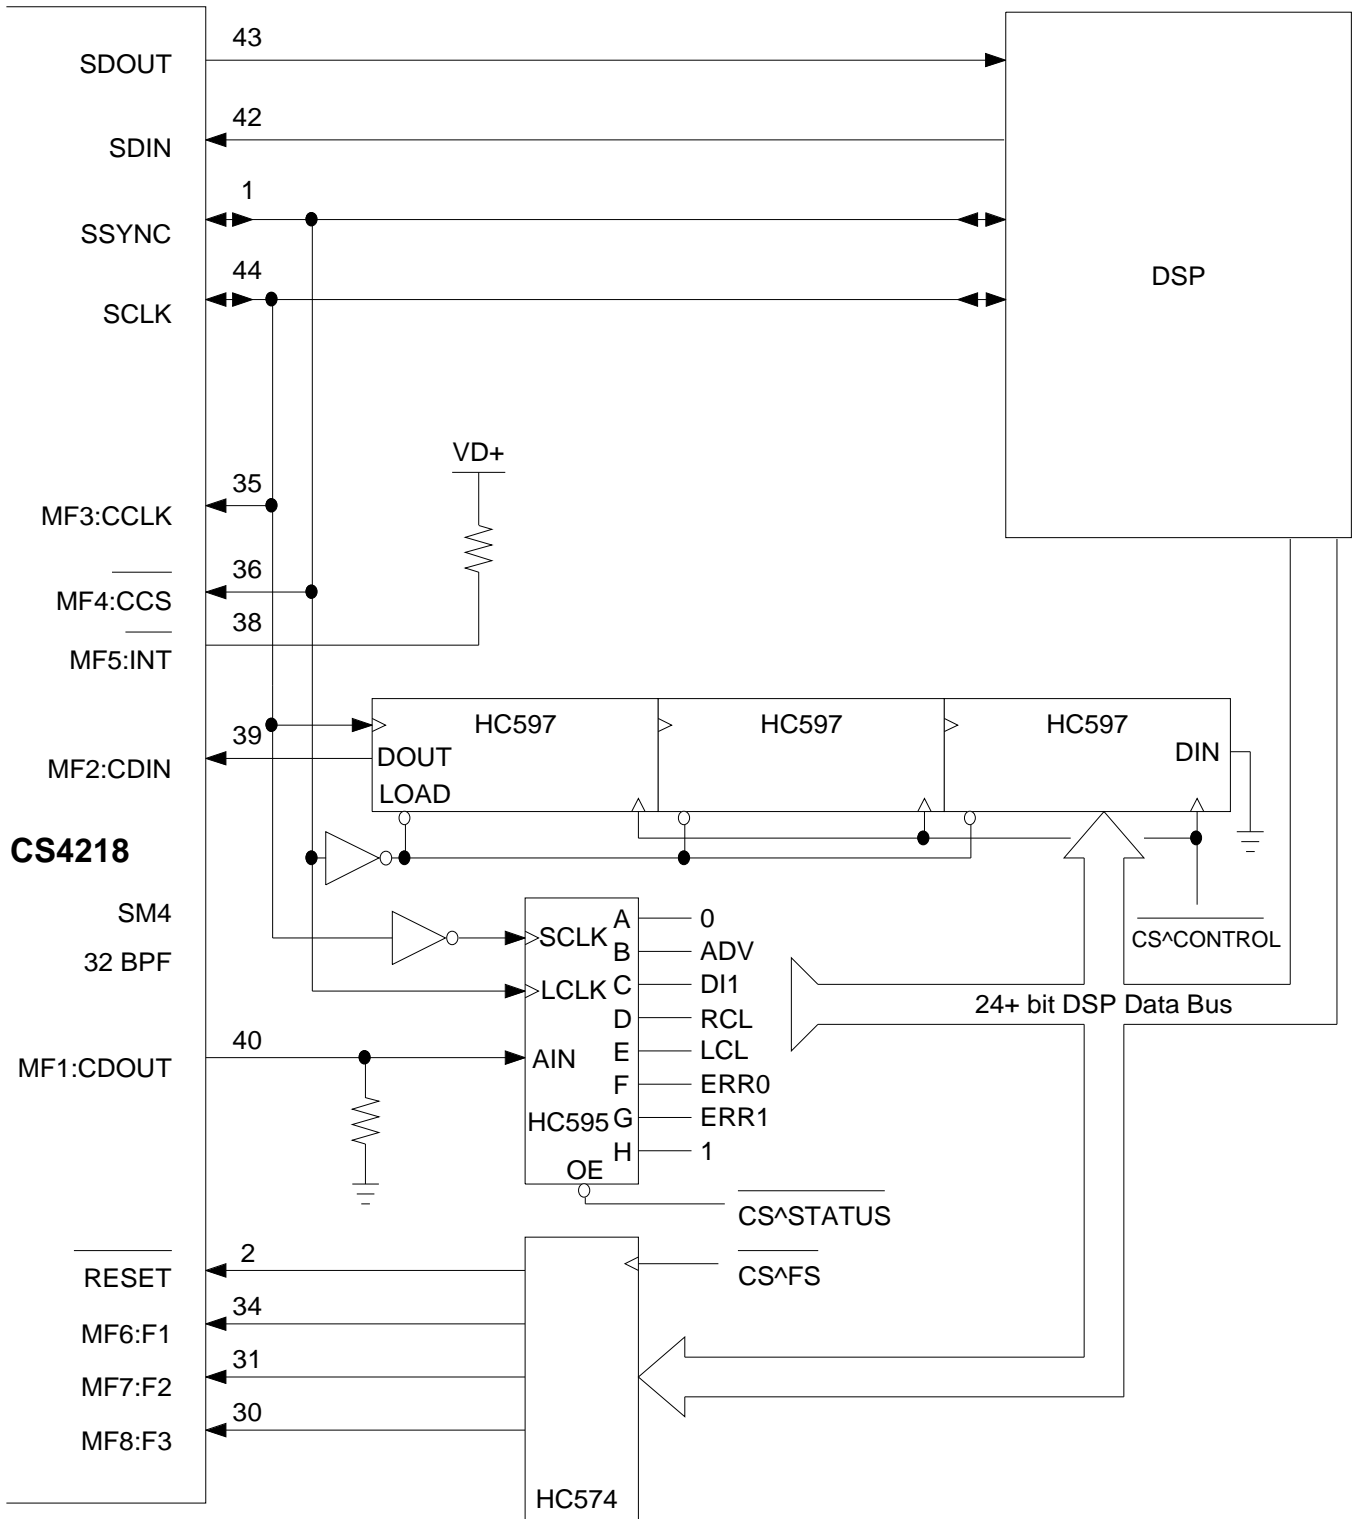 43
SDOUT
42
SDIN
1
SSYNC
44
SCLK
DSP
VD+
35
MF3:CCLK
36
MF4:CCS
38
MF5:INT
HC597 HC597 HC597
39
DOUT
DIN
MF2:CDIN
LOAD
CS4218
SM4
32 BPF
SCLK
LCLK
A 0
B ADV
C DI1
D RCL
E LCL
F ERR0
G ERR1
H 1
CS^CONTROL
24+ bit DSP Data Bus
40
MF1:CDOUT
AIN
HC595
OE
CS^STATUS
2
RESET
CS^FS
34
MF6:F1
31
MF7:F2
30
MF8:F3
HC574